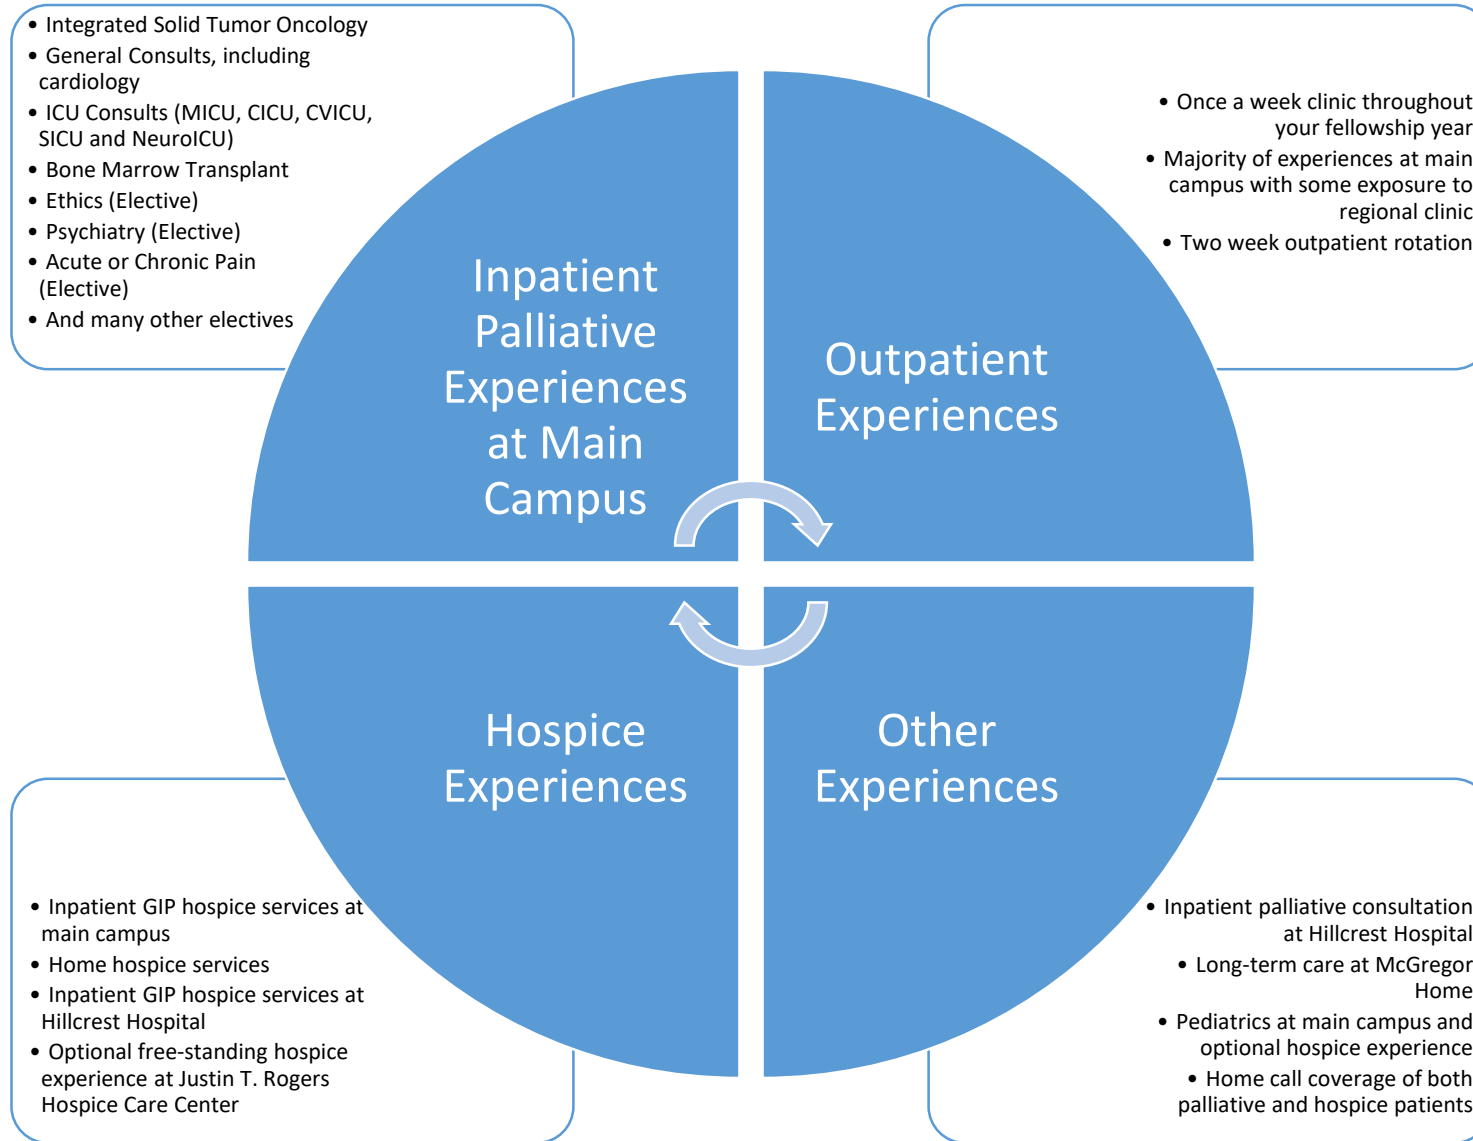 • Integrated Solid Tumor Oncology
• General Consults, including
cardiology
• ICU Consults (MICU, CICU, CVICU,
SICU and NeuroICU)
• Bone Marrow Transplant
• Ethics (Elective)
• Psychiatry (Elective)
• Acute or Chronic Pain
(Elective)
• And many other electives
• Once a week clinic throughout
your fellowship year
• Majority of experiences at main
campus with some exposure to
regional clinic
• Two week outpatient rotation
Inpatient
Palliative
Experiences
at Main
Campus
Outpatient
Experiences
Hospice
Experiences
Other
Experiences
• Inpatient GIP hospice services at
main campus
• Home hospice services
• Inpatient GIP hospice services at
Hillcrest Hospital
• Optional free-standing hospice
experience at Justin T. Rogers
Hospice Care Center
• Inpatient palliative consultation
at Hillcrest Hospital
• Long-term care at McGregor
Home
• Pediatrics at main campus and
optional hospice experience
• Home call coverage of both
palliative and hospice patients